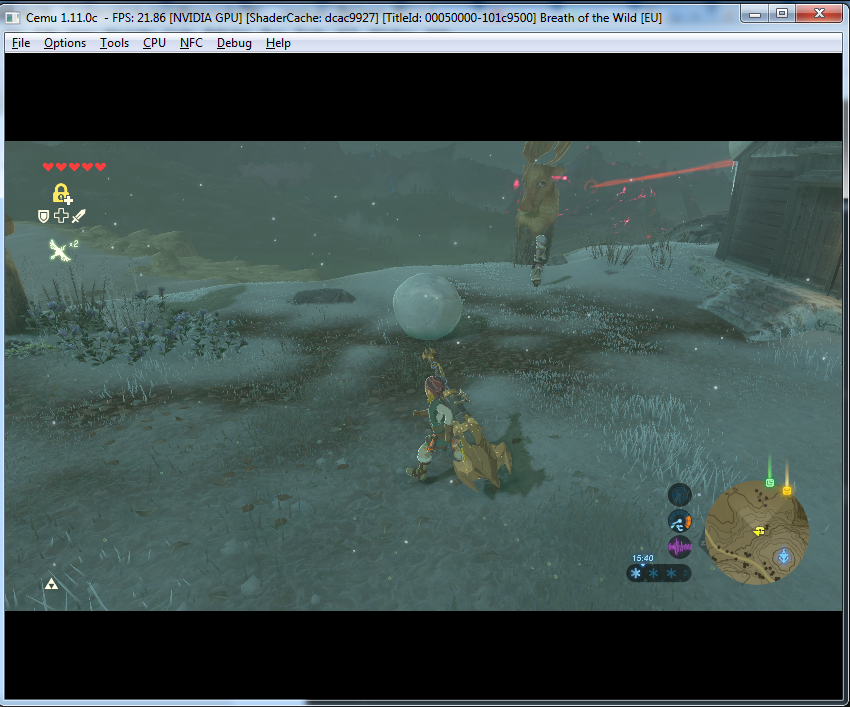 Cemu 1.11.0c - FPS: 21.86 [NVIDIA GPU] [ShaderCache: dcac9927] [TitleId: 00050000-101c9500] Breath of the Wild [EU]
File Options Tools CPU NFC Debug Help
×2
15:40